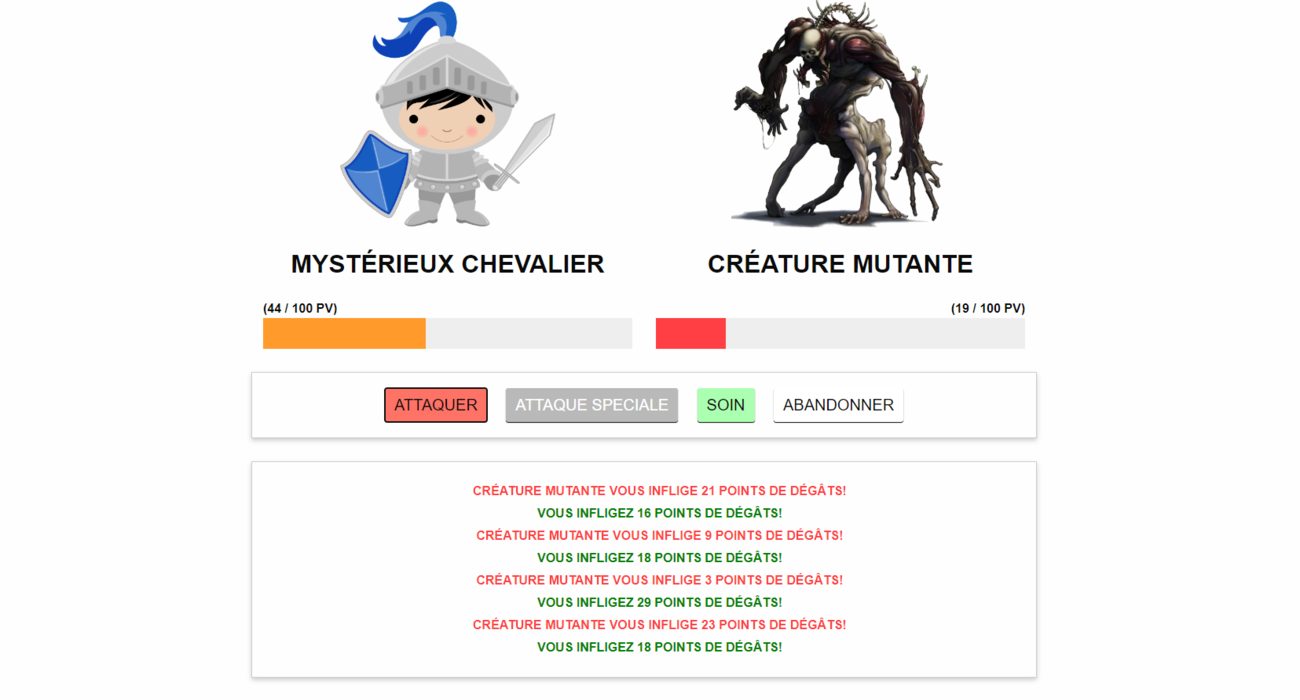 MYSTÉRIEUX CHEVALIER
CRÉATURE MUTANTE
(44 / 100 PV)
(19 / 100 PV)
ATTAQUER
ATTAQUE SPECIALE
SOIN
ABANDONNER
CRÉATURE MUTANTE VOUS INFLIGE 21 POINTS DE DÉGÂTS!
VOUS INFLIGEZ 16 POINTS DE DÉGÂTS!
CRÉATURE MUTANTE VOUS INFLIGE 9 POINTS DE DÉGÂTS!
VOUS INFLIGEZ 18 POINTS DE DÉGÂTS!
CRÉATURE MUTANTE VOUS INFLIGE 3 POINTS DE DÉGÂTS!
VOUS INFLIGEZ 29 POINTS DE DÉGÂTS!
CRÉATURE MUTANTE VOUS INFLIGE 23 POINTS DE DÉGÂTS!
VOUS INFLIGEZ 18 POINTS DE DÉGÂTS!